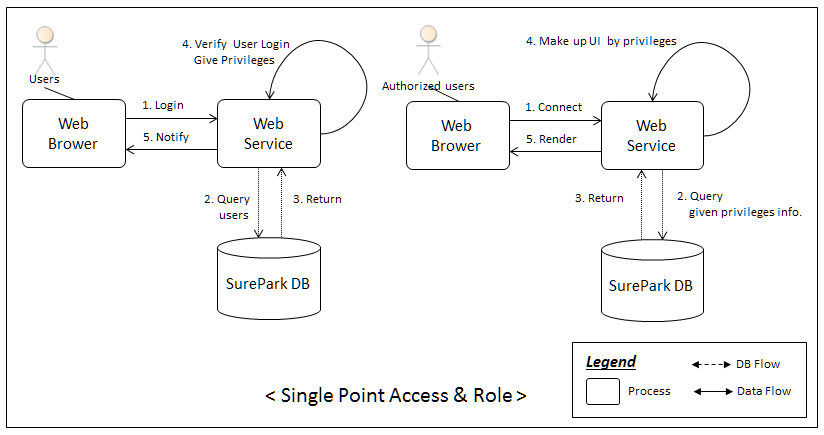 4. Verify User Login
Give Privileges
Users
Web
Brower
1. Login
5. Notify
Web
Service
2. Query
users
3. Return
SurePark DB
4. Make up UI by privileges
Authorized users
Web
Brower
1. Connect
5. Render
Web
Service
3. Return
2. Query
given privileges info.
SurePark DB
Legend
DB Flow
Process
Data Flow
< Single Point Access & Role >